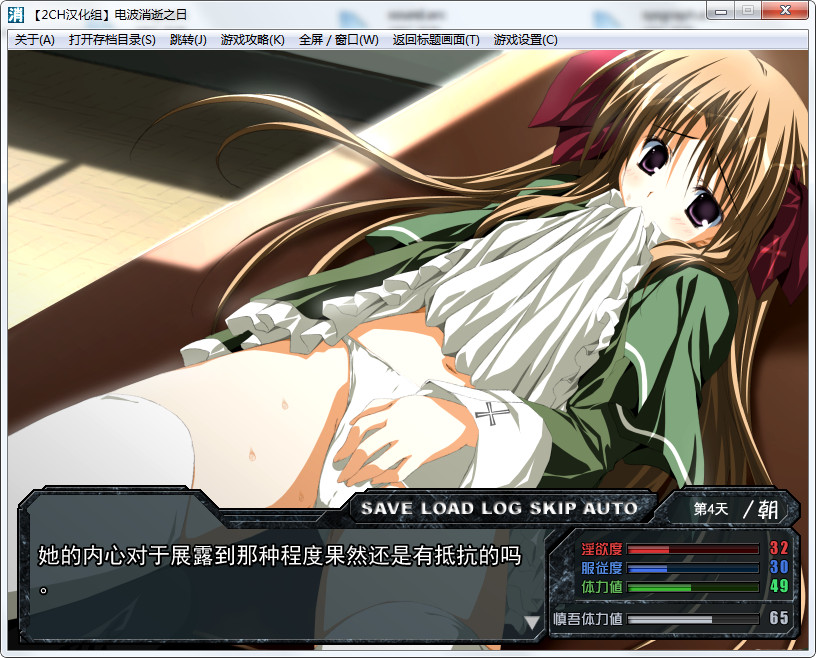 消 【2CH汉化组】电波消逝之日
关于(A) 打开存档目录(S) 跳转(J) 游戏攻略(K) 全屏 / 窗口(W) 返回标题画面(T) 游戏设置(C)
SAVE LOAD LOG SKIP AUTO
第4天 / 朝
她的内心对于展露到那种程度果然还是有抵抗的吗
。
淫欲度 32
服従度 30
体力値 49
慎吾体力値 65